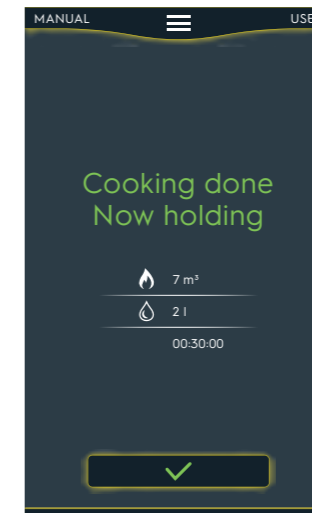 MANUAL
USE
Cooking done
Now holding
7 m³
2 l
00:30:00